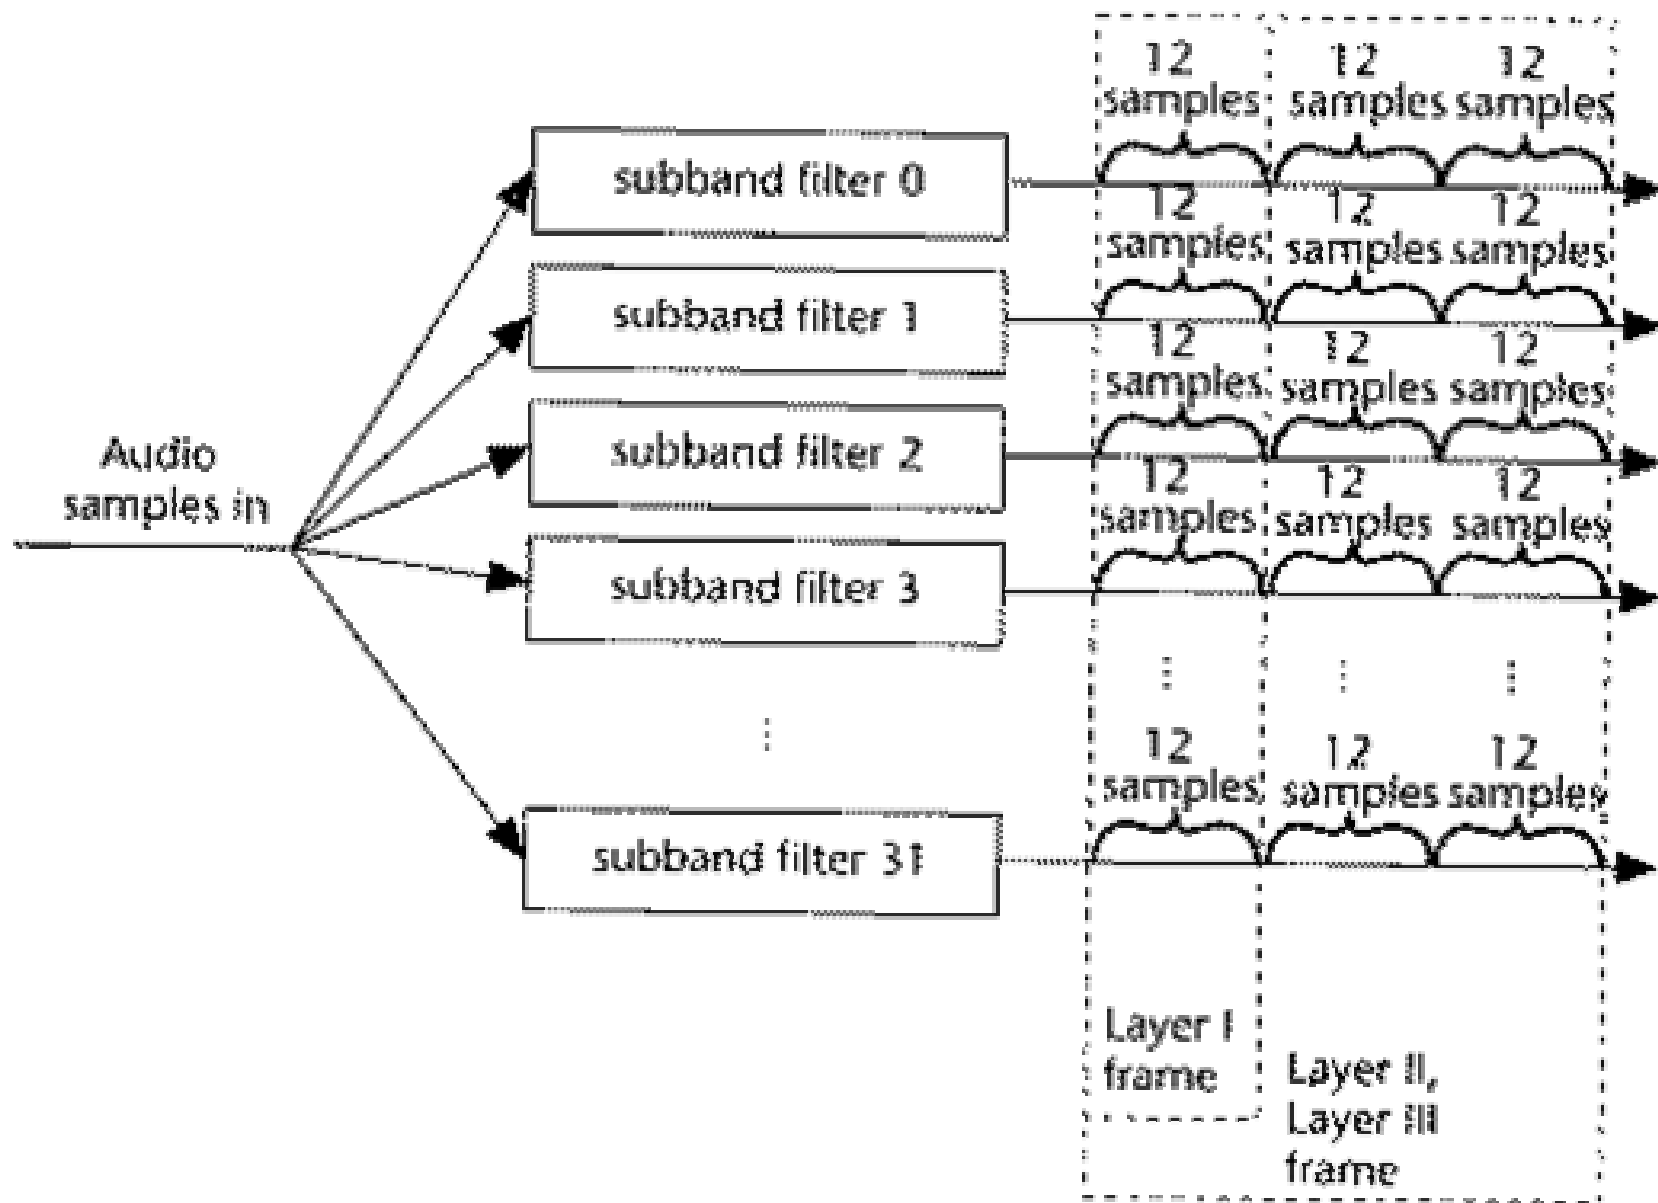 12 12 12
samples samples samples
subband filter 0
12 12 12
samples samples samples
subband filter 1
12 12 12
samples samples samples
subband filter 2
Audio
samples in
12 12 12
samples samples samples
subband filter 3
12 12 12
samples samples samples
subband filter 31
Layer I
frame
Layer II,
Layer III
frame